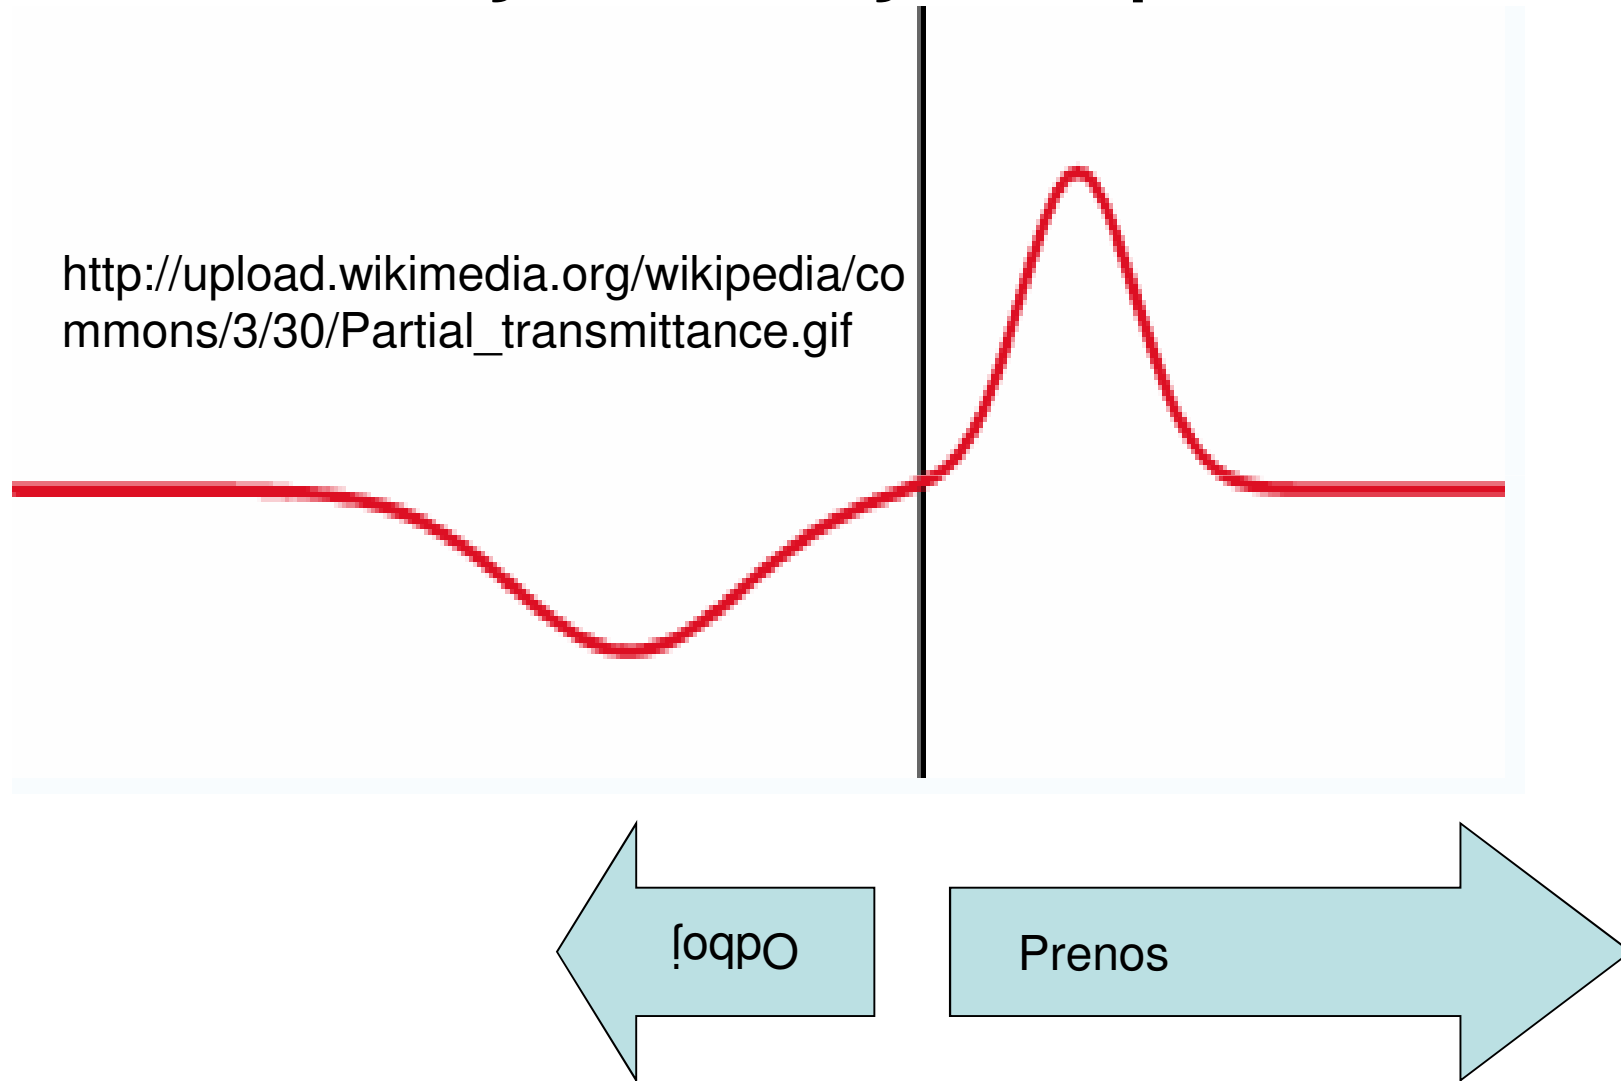 http://upload.wikimedia.org/wikipedia/co
mmons/3/30/Partial_transmittance.gif
Odboj
Prenos